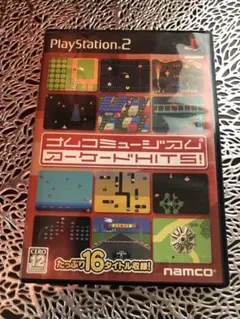 PlayStation 2
ナムコミュージアム
アーケードHITS!
たっぷり16タイトル収録!
CERO
12
namco